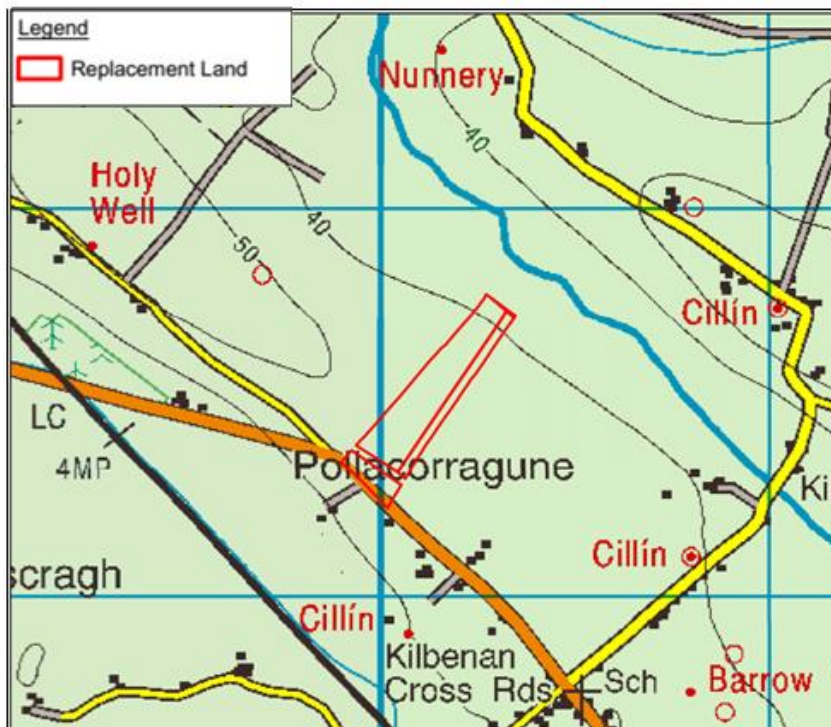 Legend
Replacement Land
Nunnery
40
Holy
Well
40
50
Cillín
LC
4MP
Pollacorragune
Ki
Cillín
scragh
Cillín
Kilbenan
Cross Rds
Sch
Barrow